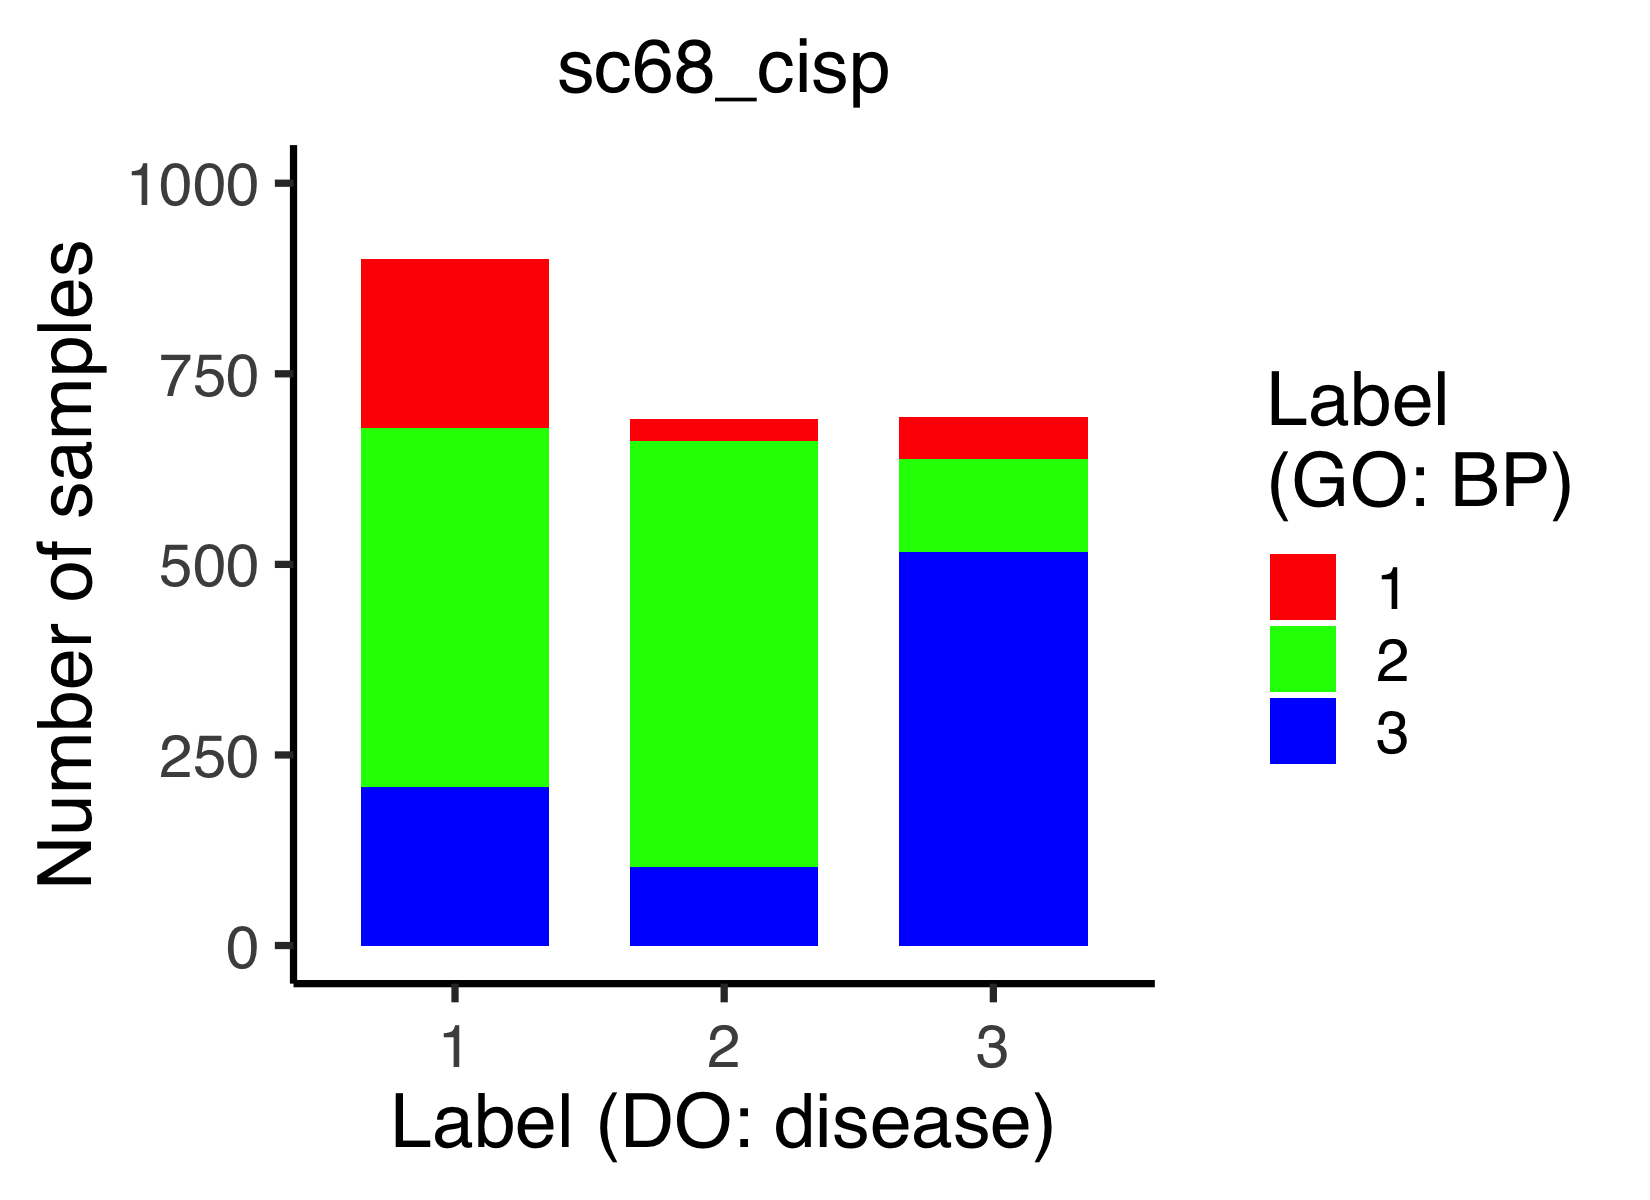 sc68_cisp
1000
750
500
250
0
Number of samples
1 2 3
Label (DO: disease)
Label
(GO: BP)
1
2
3